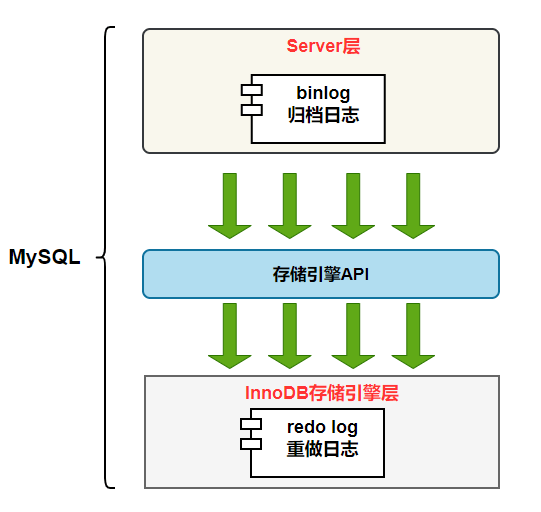 Server层
binlog
归档日志
MySQL
存储引擎API
InnoDB存储引擎层
redo log
重做日志